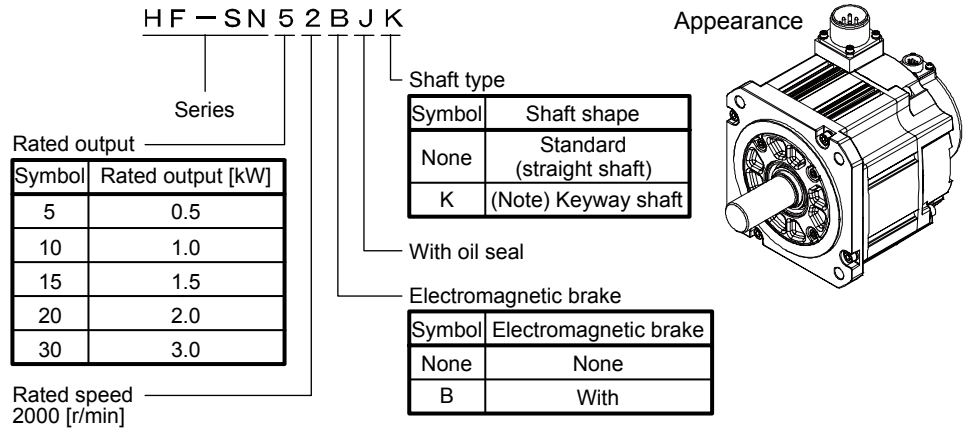 HF-SN52BJK
Appearance
Series
Rated output
Symbol Rated output [kW]
5 0.5
10 1.0
15 1.5
20 2.0
30 3.0
Rated speed
2000 [r/min]
Shaft type
Symbol Shaft shape
None Standard
(straight shaft)
K (Note) Keyway shaft
With oil seal
Electromagnetic brake
Symbol Electromagnetic brake
None None
B With